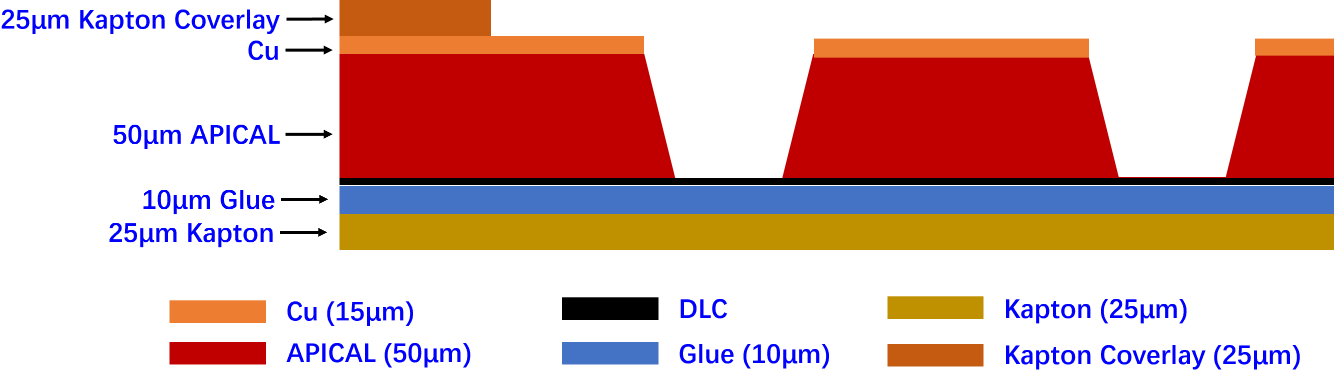 25μm Kapton Coverlay
Cu
50μm APICAL
10μm Glue
25μm Kapton
Cu (15μm)
DLC
Kapton (25μm)
APICAL (50μm)
Glue (10μm)
Kapton Coverlay (25μm)